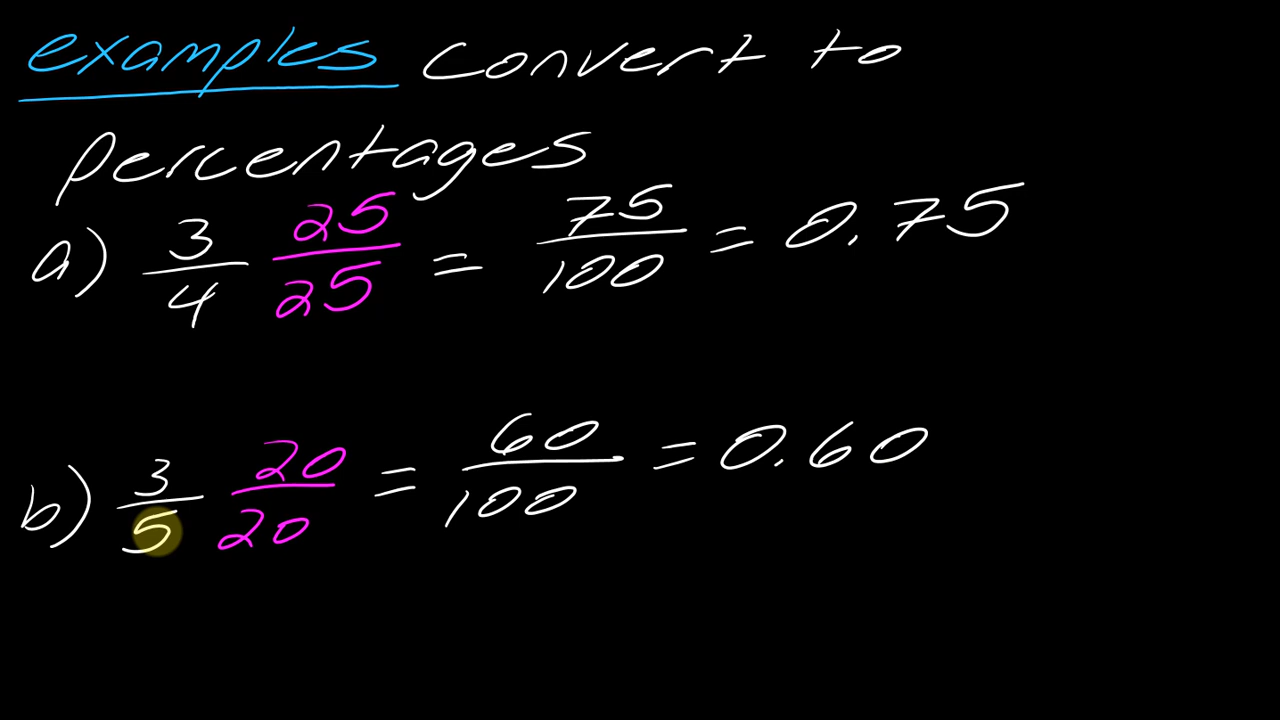 examples convert to
percentages
a) 3/4 25/25 = 75/100 = 0.75
b) 3/5 20/20 = 60/100 = 0.60